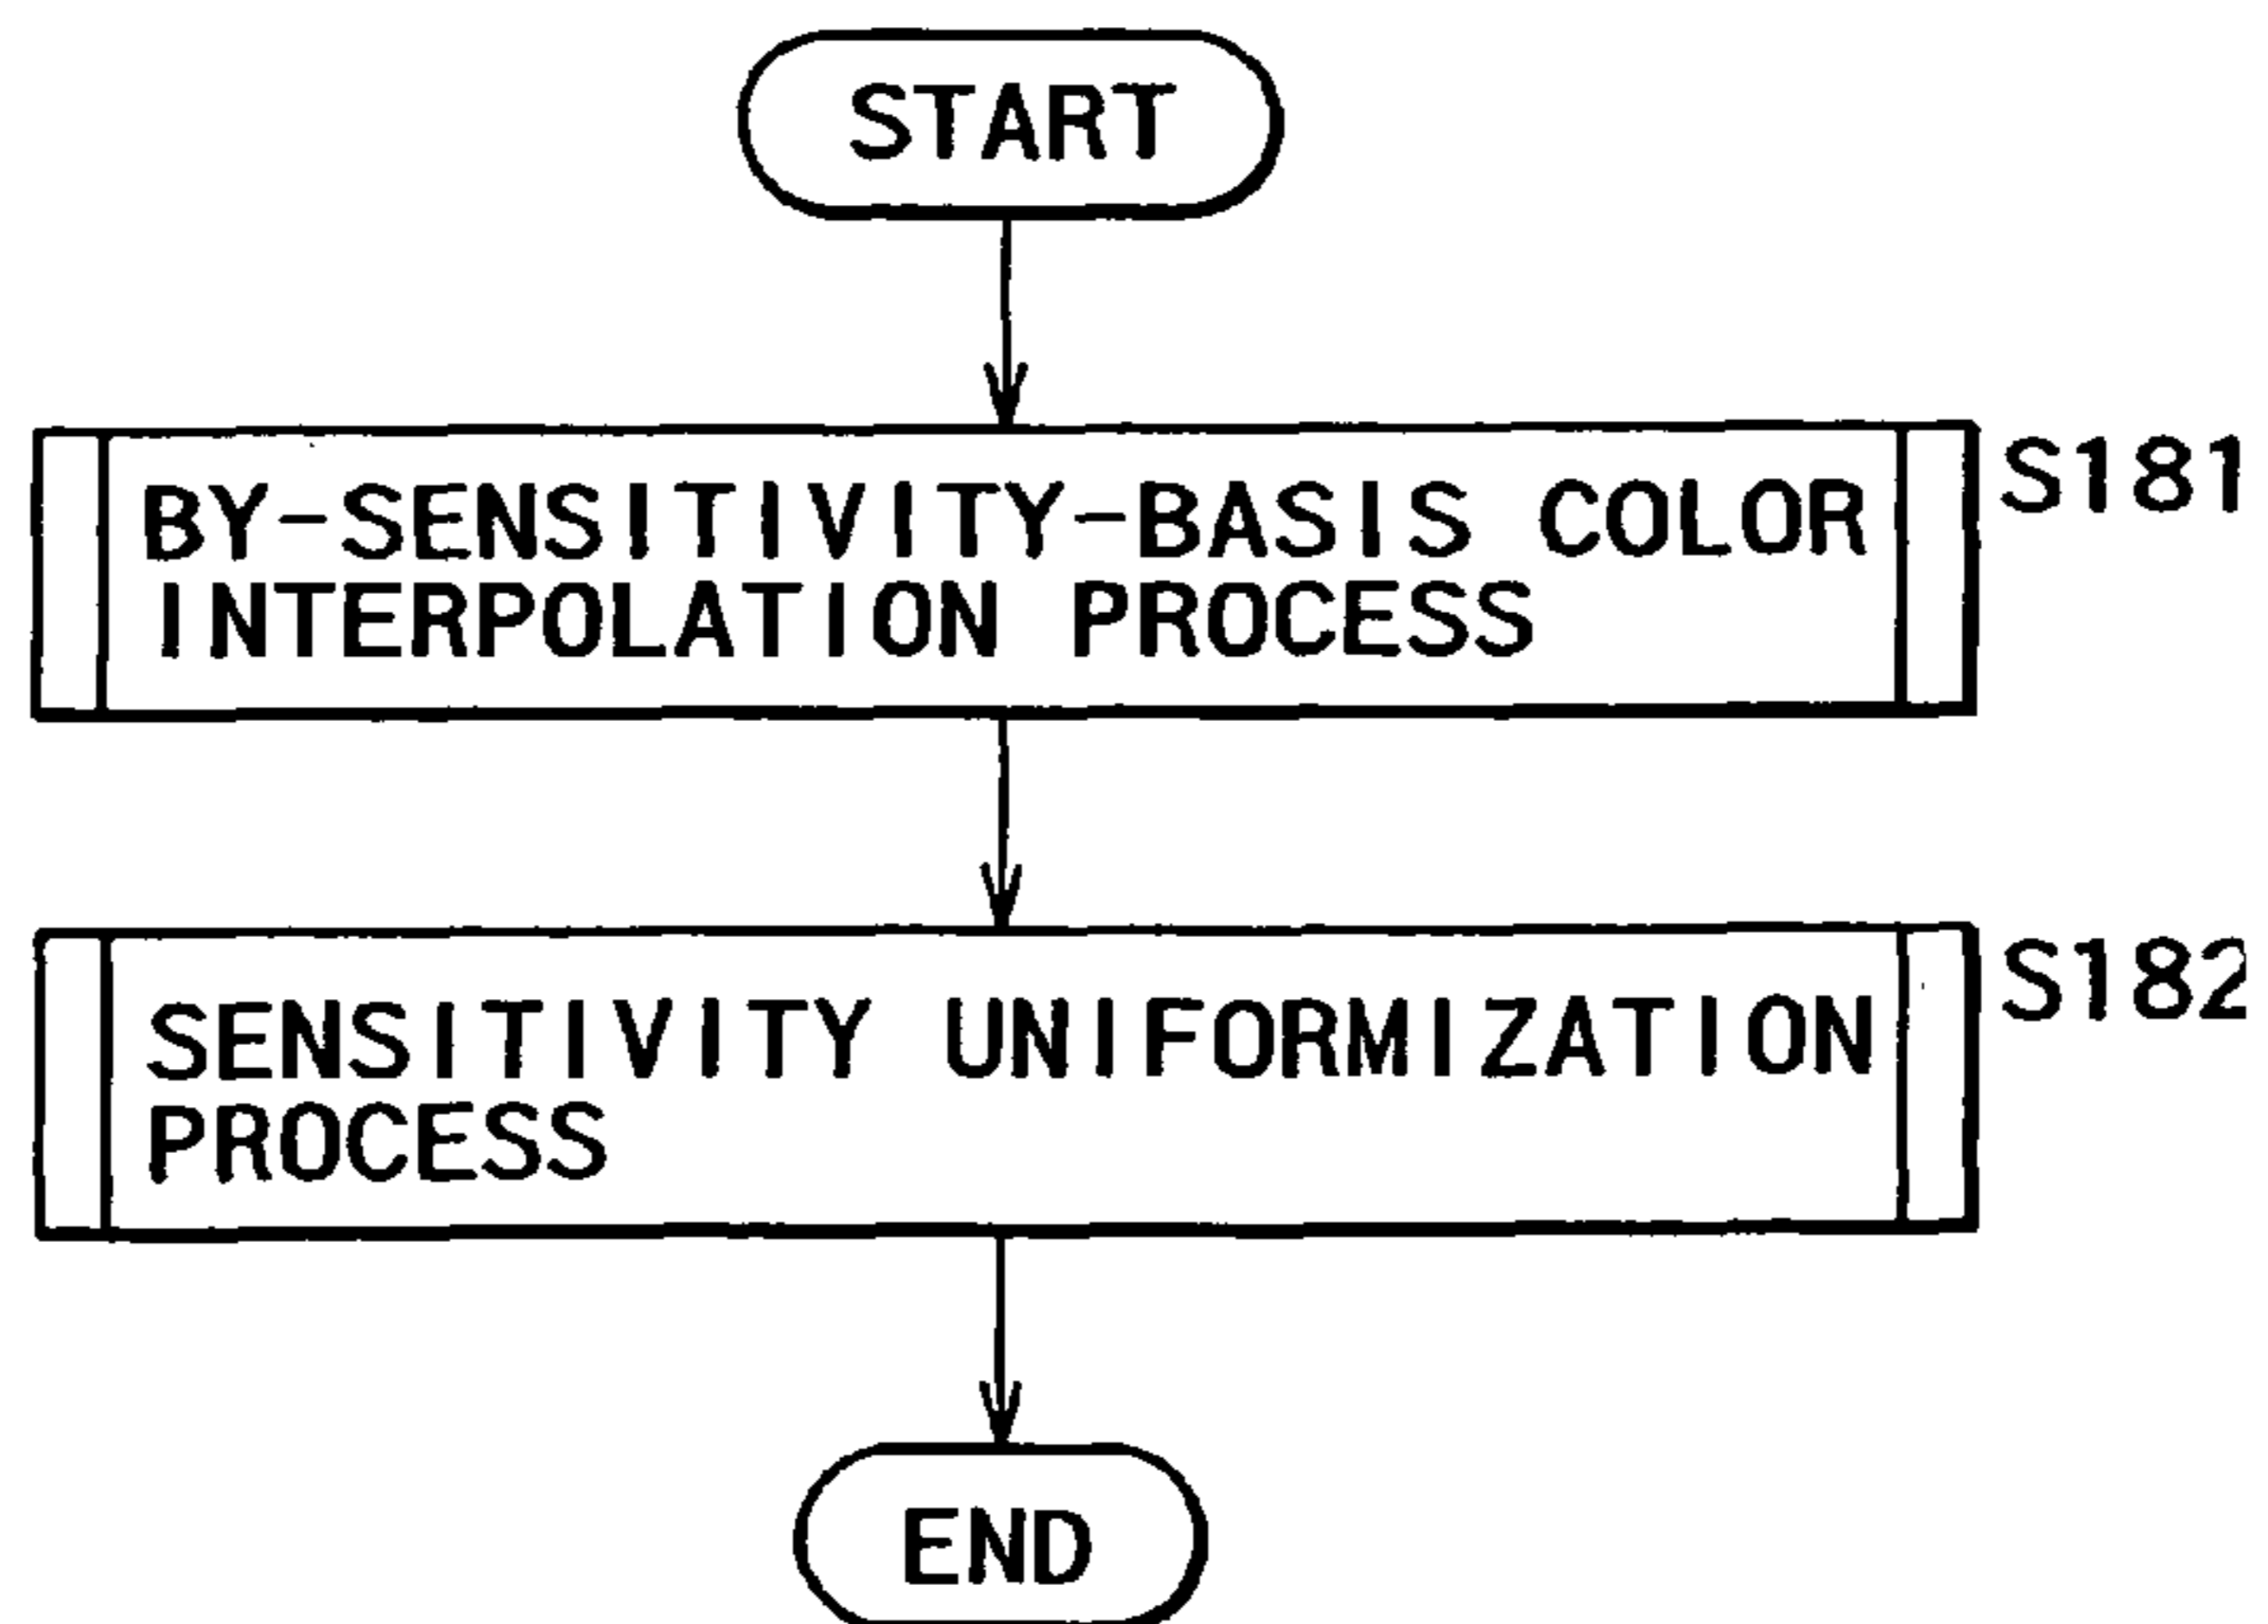 START
BY-SENSITIVITY-BASIS COLOR
INTERPOLATION PROCESS
S181
SENSITIVITY UNIFORMIZATION
PROCESS
S182
END